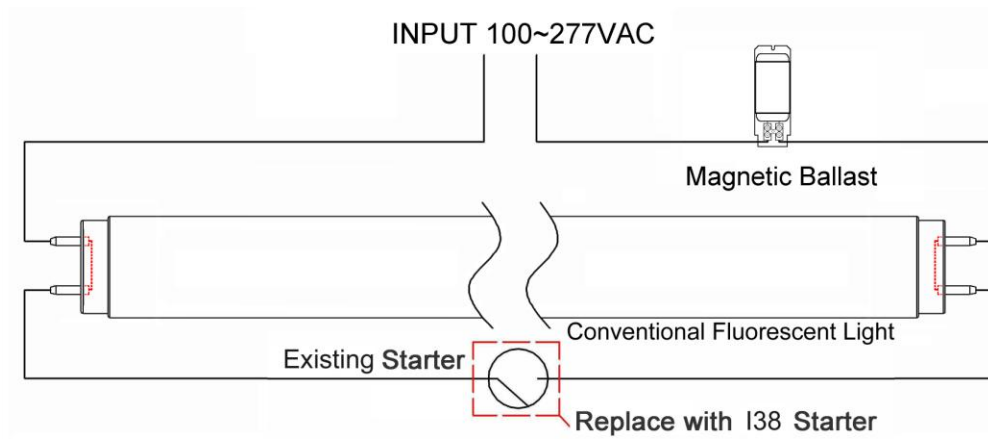 INPUT 100~277VAC
Magnetic Ballast
Conventional Fluorescent Light
Existing Starter
Replace with I38 Starter